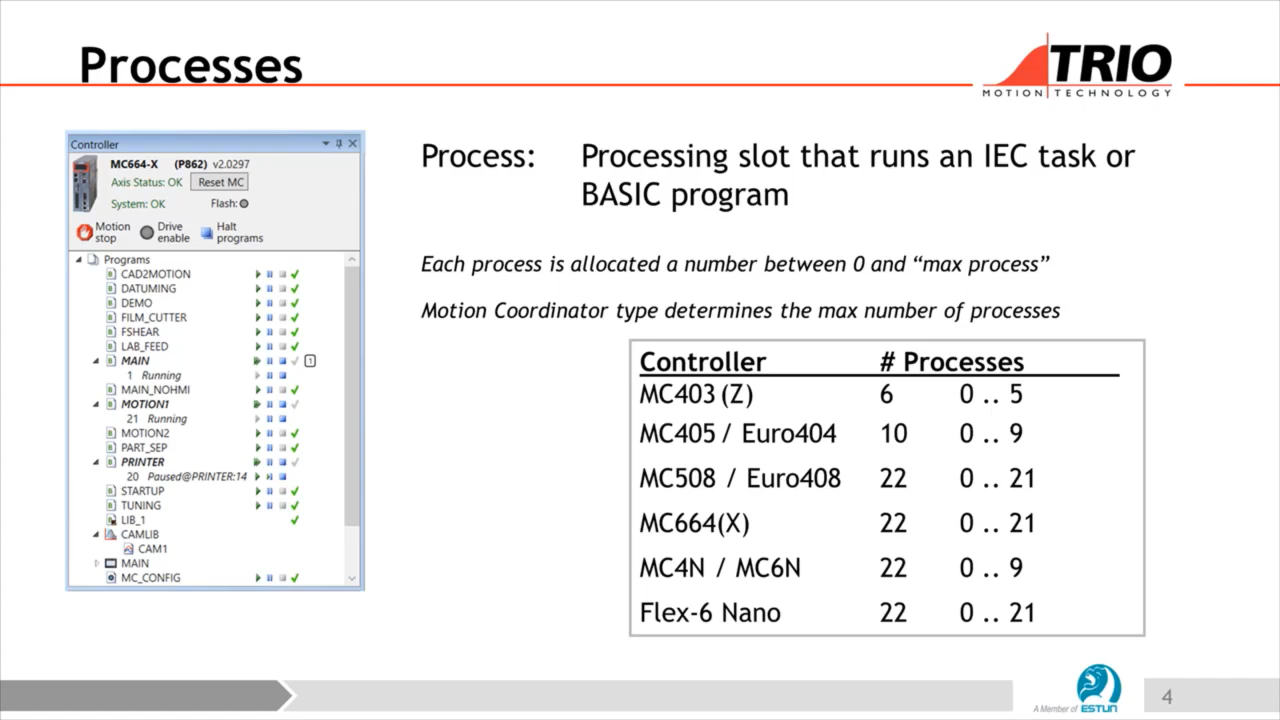 Processes
TRIO
MOTION TECHNOLOGY
Controller
MC664-X (P862) v2.0297
Axis Status: OK Reset MC
System: OK Flash:
Motion stop Drive enable Halt programs
Programs
CAD2MOTION
DATUMING
DEMO
FILM_CUTTER
FSHEAR
LAB_FEED
MAIN 1
1 Running
MAIN_NOHMI
MOTION1
21 Running
MOTION2
PART_SEP
PRINTER
20 Paused@PRINTER:14
STARTUP
TUNING
LIB_1
CAMLIB
CAM1
MAIN
MC_CONFIG
Process: Processing slot that runs an IEC task or
BASIC program
Each process is allocated a number between 0 and “max process”
Motion Coordinator type determines the max number of processes
Controller # Processes
MC403 (Z) 6 0 .. 5
MC405 / Euro404 10 0 .. 9
MC508 / Euro408 22 0 .. 21
MC664(X) 22 0 .. 21
MC4N / MC6N 22 0 .. 9
Flex-6 Nano 22 0 .. 21
A Member of ESTUN
4